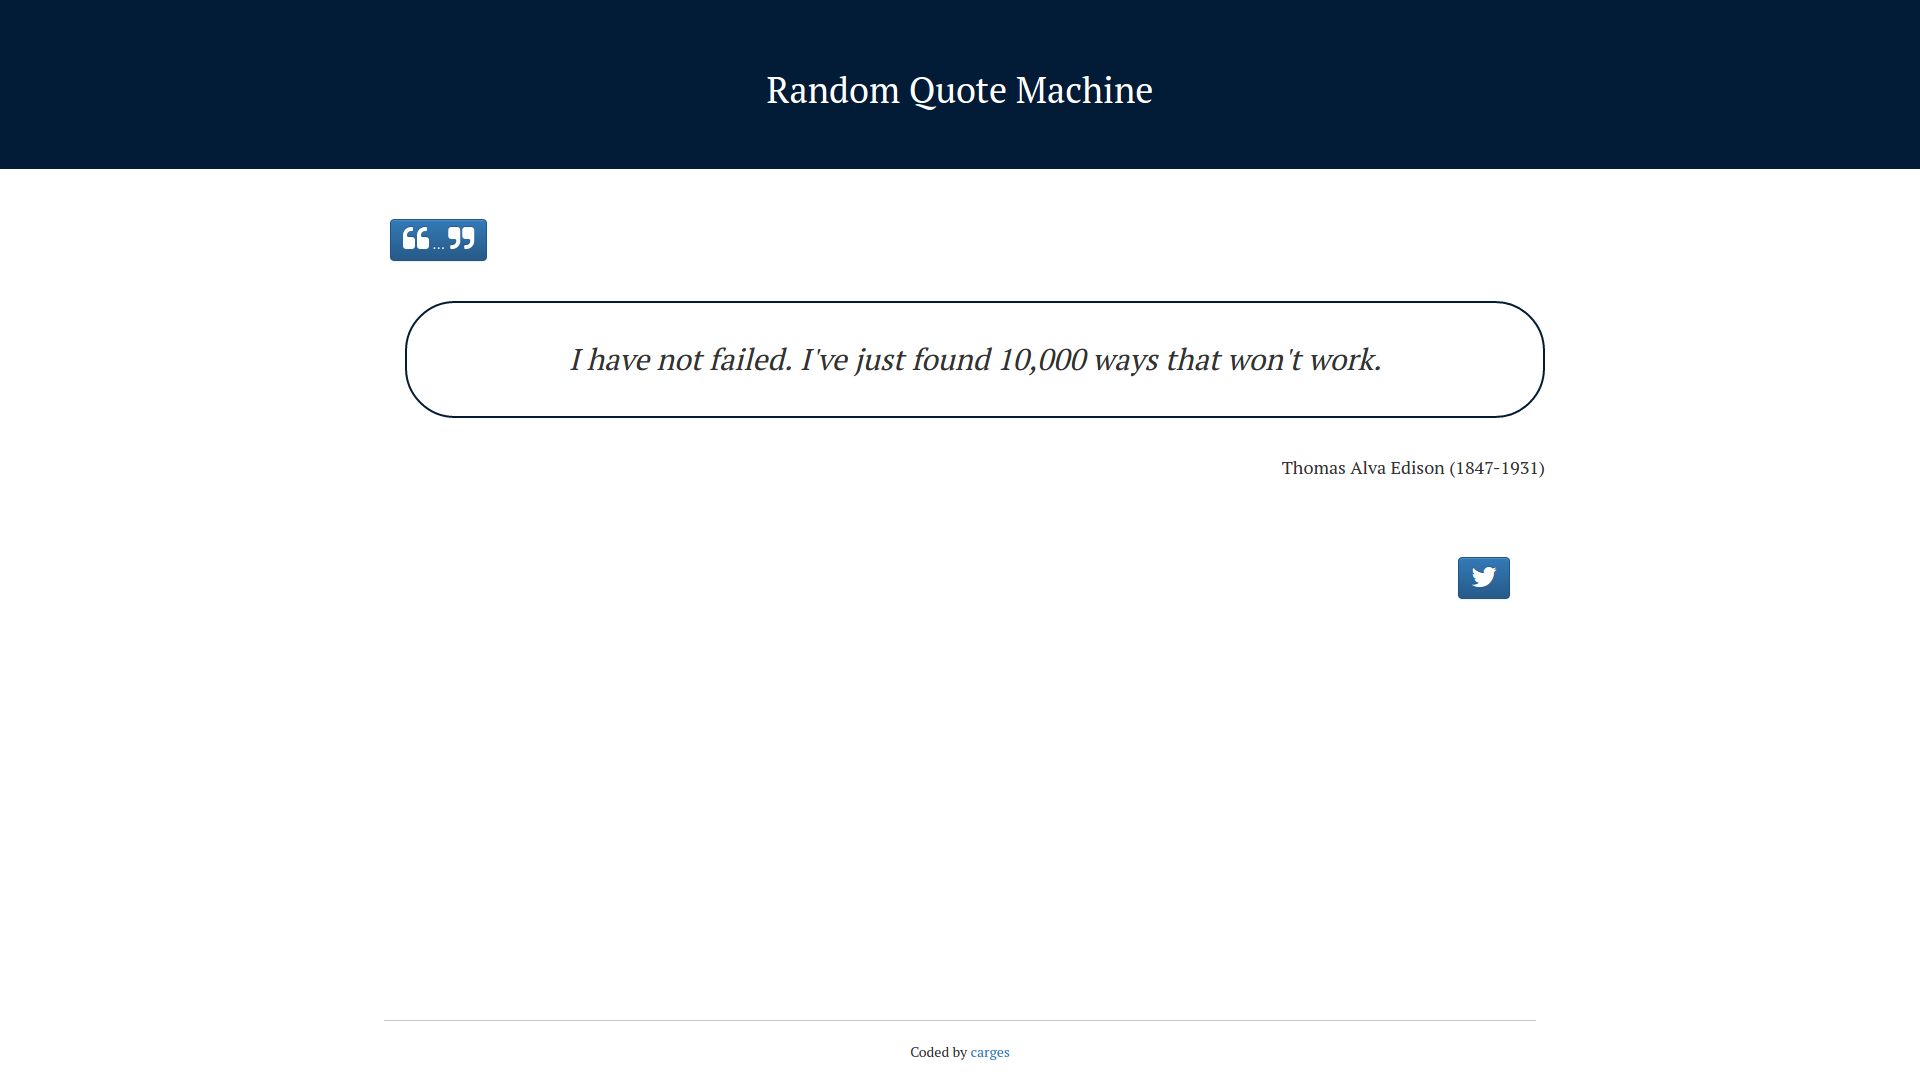 Random Quote Machine
“ ... ”
I have not failed. I've just found 10,000 ways that won't work.
Thomas Alva Edison (1847-1931)
Coded by carges